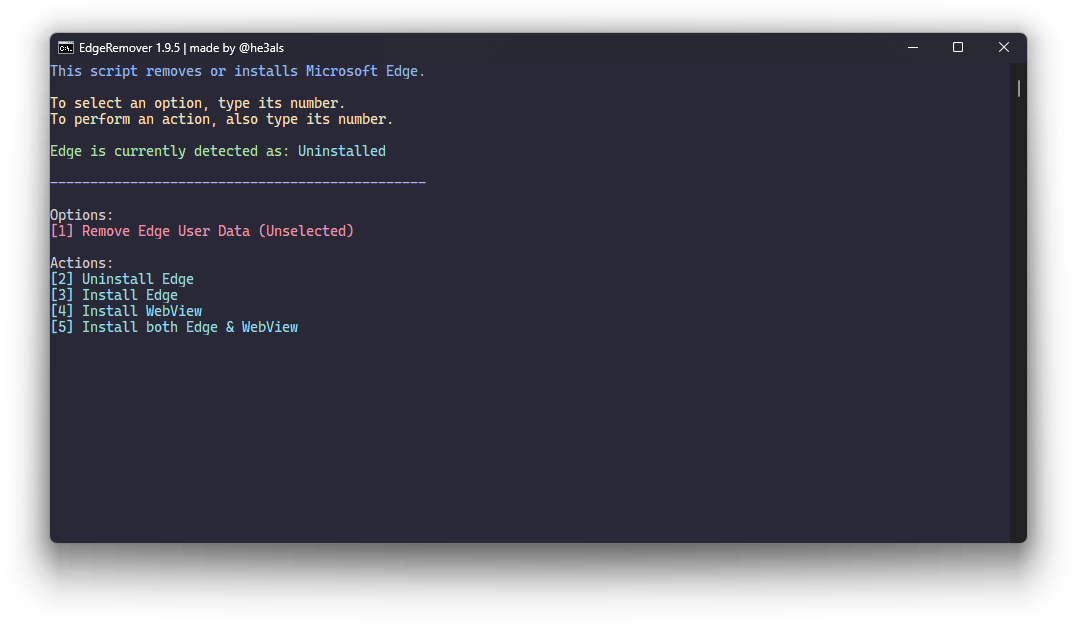 EdgeRemover 1.9.5 | made by @he3als
This script removes or installs Microsoft Edge.
To select an option, type its number.
To perform an action, also type its number.
Edge is currently detected as: Uninstalled
_______________________________________________
Options:
[1] Remove Edge User Data (Unselected)
Actions:
[2] Uninstall Edge
[3] Install Edge
[4] Install WebView
[5] Install both Edge & WebView